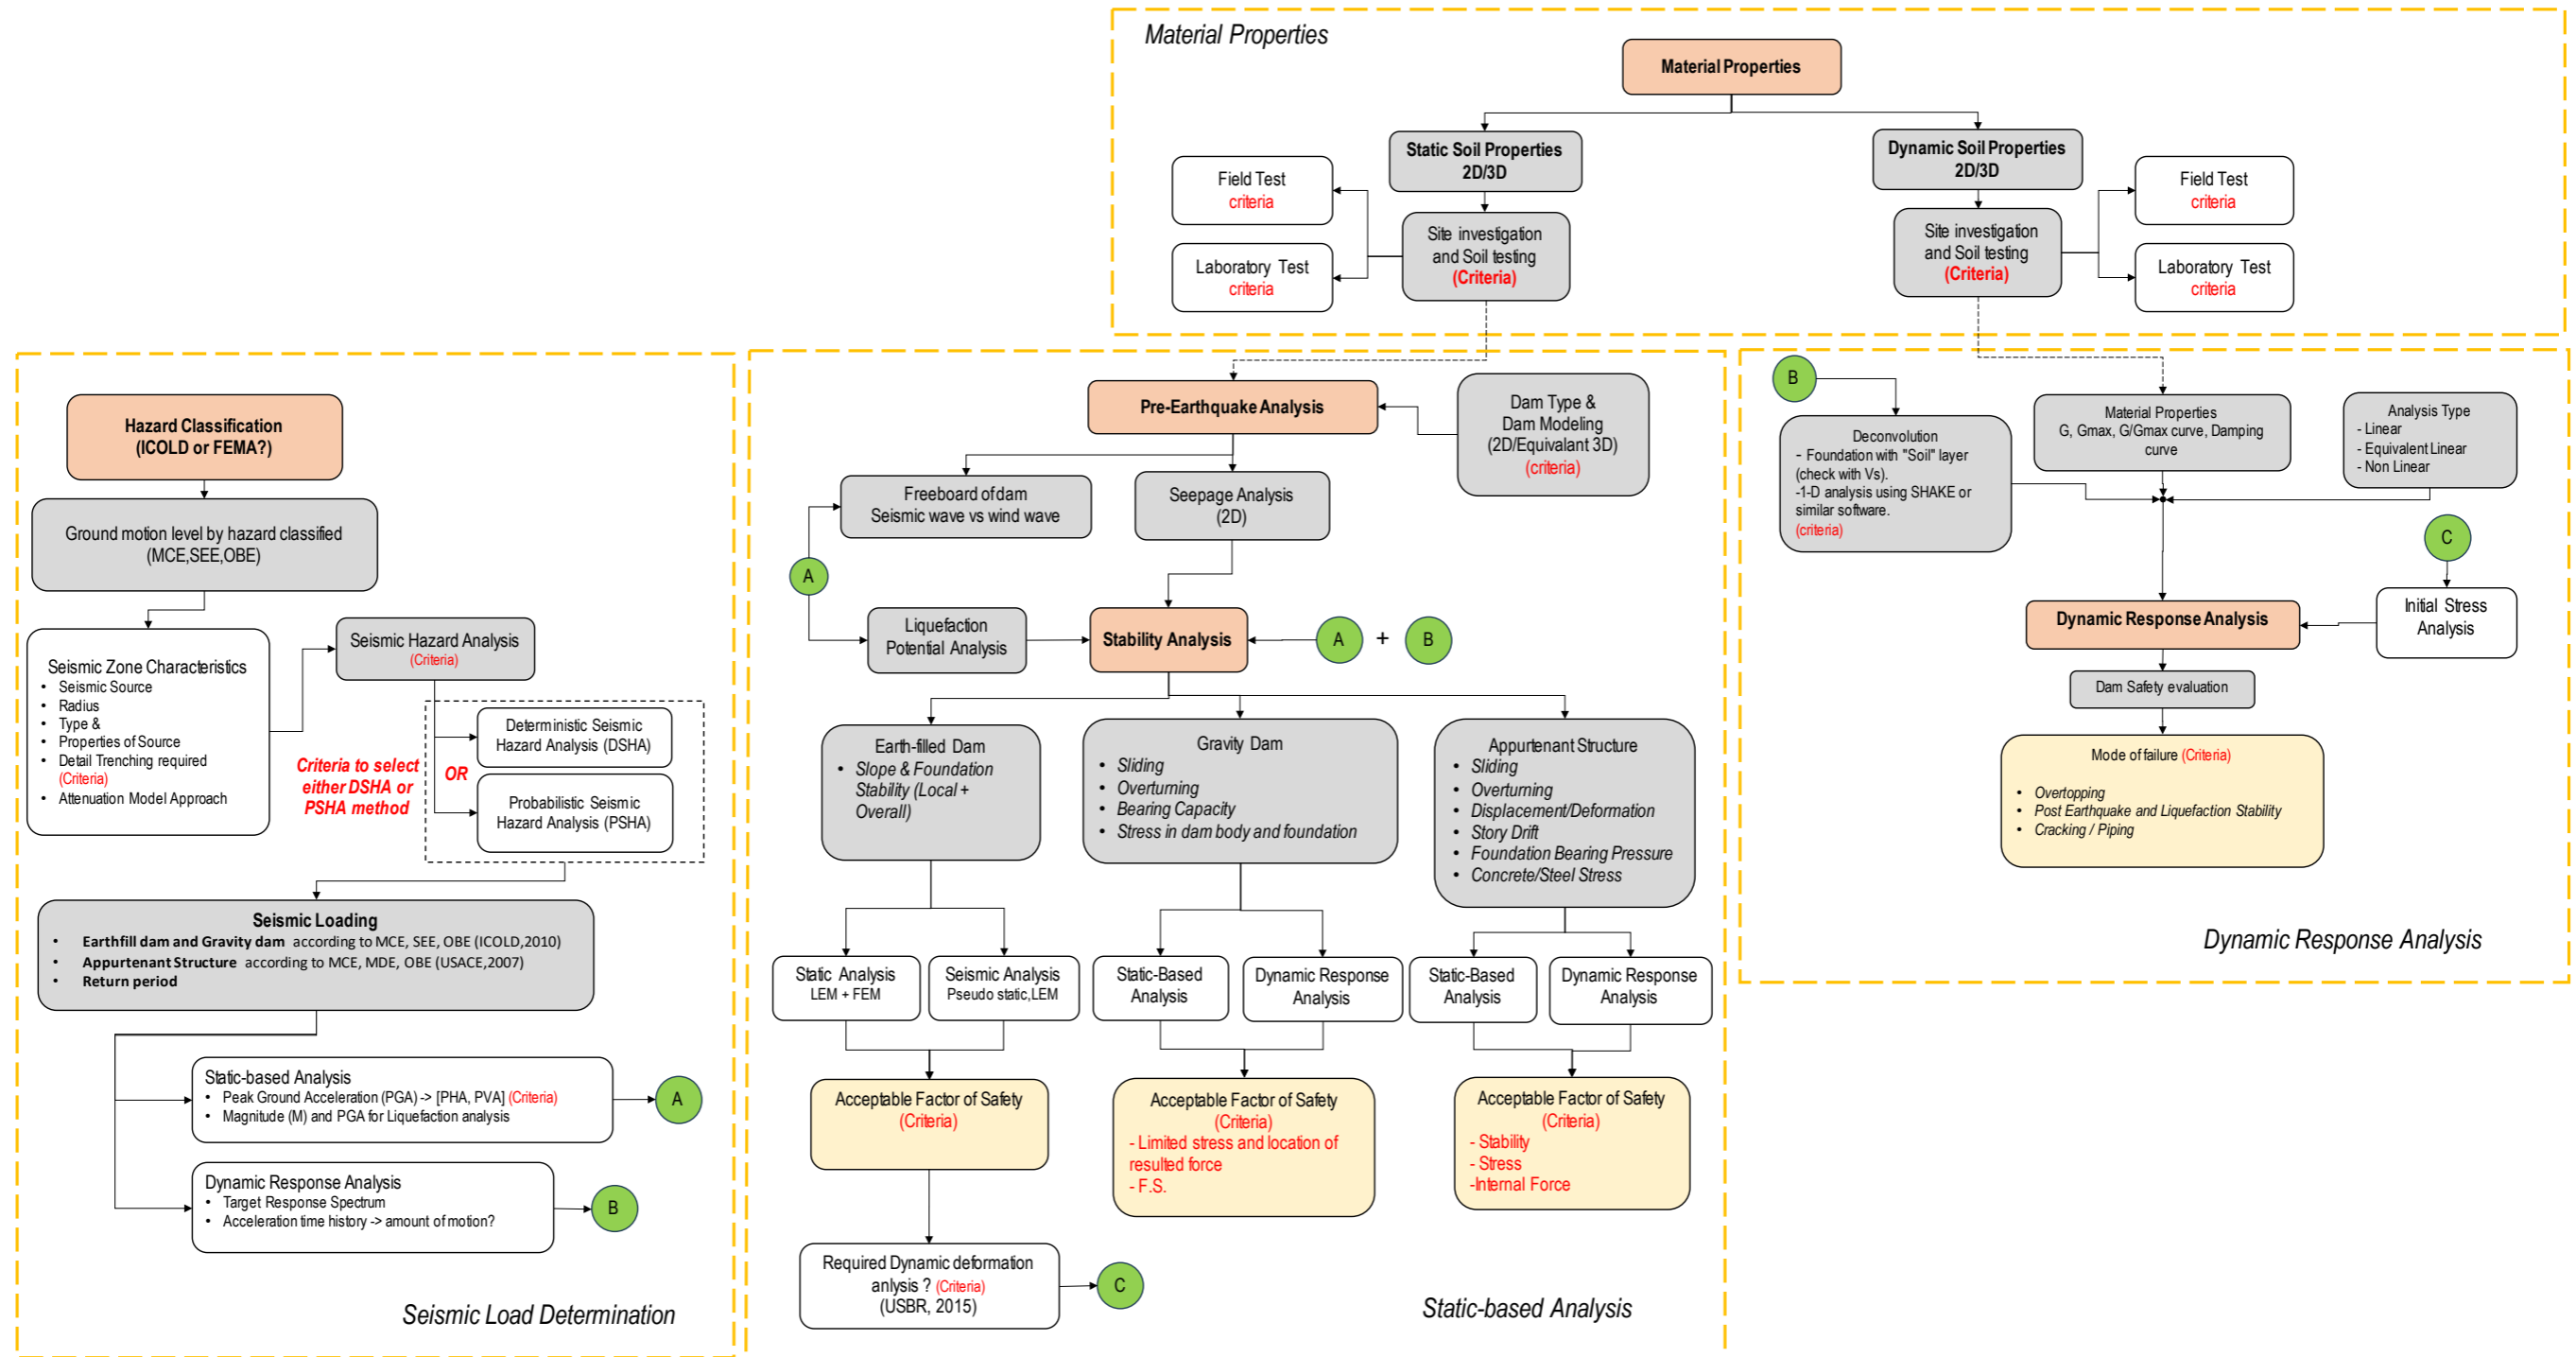 Material Properties
Material Properties
Static Soil Properties
2D/3D
Dynamic Soil Properties
2D/3D
Field Test
criteria
Laboratory Test
criteria
Site investigation
and Soil testing
(Criteria)
Site investigation
and Soil testing
(Criteria)
Field Test
criteria
Laboratory Test
criteria
Hazard Classification
(ICOLD or FEMA?)
Ground motion level by hazard classified
(MCE,SEE,OBE)
Seismic Zone Characteristics
• Seismic Source
• Radius
• Type &
• Properties of Source
• Detail Trenching required
(Criteria)
• Attenuation Model Approach
Seismic Hazard Analysis
(Criteria)
Criteria to select
either DSHA or
PSHA method
OR
Deterministic Seismic
Hazard Analysis (DSHA)
Probabilistic Seismic
Hazard Analysis (PSHA)
Seismic Loading
• Earthfill dam and Gravity dam according to MCE, SEE, OBE (ICOLD,2010)
• Appurtenant Structure according to MCE, MDE, OBE (USACE,2007)
• Return period
Static-based Analysis
• Peak Ground Acceleration (PGA) -> [PHA, PVA] (Criteria)
• Magnitude (M) and PGA for Liquefaction analysis
A
Dynamic Response Analysis
• Target Response Spectrum
• Acceleration time history -> amount of motion?
B
Seismic Load Determination
Pre-Earthquake Analysis
Dam Type &
Dam Modeling
(2D/Equivalant 3D)
(criteria)
Freeboard of dam
Seismic wave vs wind wave
Seepage Analysis
(2D)
A
Liquefaction
Potential Analysis
Stability Analysis
A
+
B
Earth-filled Dam
• Slope & Foundation
Stability (Local +
Overall)
Gravity Dam
• Sliding
• Overturning
• Bearing Capacity
• Stress in dam body and foundation
Appurtenant Structure
• Sliding
• Overturning
• Displacement/Deformation
• Story Drift
• Foundation Bearing Pressure
• Concrete/Steel Stress
Static Analysis
LEM + FEM
Seismic Analysis
Pseudo static,LEM
Static-Based
Analysis
Dynamic Response
Analysis
Static-Based
Analysis
Dynamic Response
Analysis
Acceptable Factor of Safety
(Criteria)
Acceptable Factor of Safety
(Criteria)
- Limited stress and location of
resulted force
- F.S.
Acceptable Factor of Safety
(Criteria)
- Stability
- Stress
-Internal Force
Required Dynamic deformation
anlysis ? (Criteria)
(USBR, 2015)
C
Static-based Analysis
B
Deconvolution
- Foundation with "Soil" layer
(check with Vs).
-1-D analysis using SHAKE or
similar software.
(criteria)
Material Properties
G, Gmax, G/Gmax curve, Damping
curve
Analysis Type
- Linear
- Equivalent Linear
- Non Linear
C
Initial Stress
Analysis
Dynamic Response Analysis
Dam Safety evaluation
Mode of failure (Criteria)
• Overtopping
• Post Earthquake and Liquefaction Stability
• Cracking / Piping
Dynamic Response Analysis